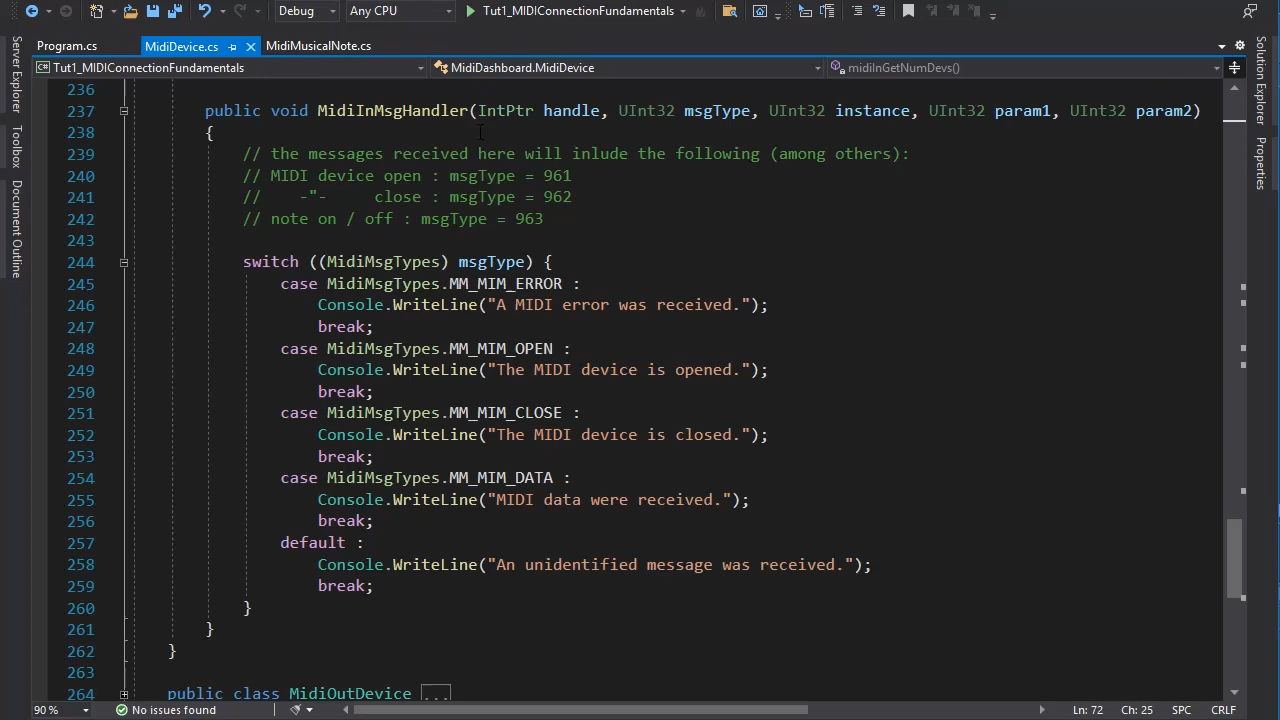 Debug Any CPU Tut1_MIDIConnectionFundamentals
Program.cs MidiDevice.cs MidiMusicalNote.cs
Tut1_MIDIConnectionFundamentals MidiDashboard.MidiDevice midiInGetNumDevs()
Server Explorer
Toolbox
Document Outline
236
237 public void MidiInMsgHandler(IntPtr handle, UInt32 msgType, UInt32 instance, UInt32 param1, UInt32 param2)
238 {
239 // the messages received here will inlude the following (among others):
240 // MIDI device open : msgType = 961
241 // -"- close : msgType = 962
242 // note on / off : msgType = 963
243
244 switch ((MidiMsgTypes) msgType) {
245 case MidiMsgTypes.MM_MIM_ERROR :
246 Console.WriteLine("A MIDI error was received.");
247 break;
248 case MidiMsgTypes.MM_MIM_OPEN :
249 Console.WriteLine("The MIDI device is opened.");
250 break;
251 case MidiMsgTypes.MM_MIM_CLOSE :
252 Console.WriteLine("The MIDI device is closed.");
253 break;
254 case MidiMsgTypes.MM_MIM_DATA :
255 Console.WriteLine("MIDI data were received.");
256 break;
257 default :
258 Console.WriteLine("An unidentified message was received.");
259 break;
260 }
261 }
262 }
263
264 public class MidiOutDevice ...
Solution Explorer
Properties
90 % No issues found Ln: 72 Ch: 25 SPC CRLF